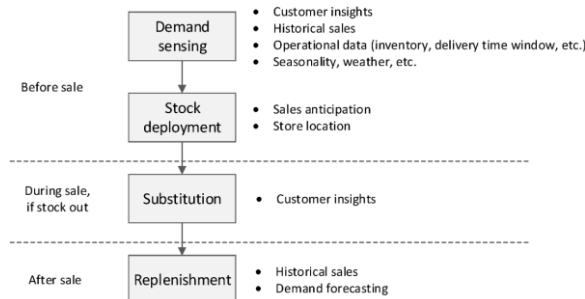 Demand
sensing
• Customer insights
• Historical sales
• Operational data (inventory, delivery time window, etc.)
• Seasonality, weather, etc.
Before sale
Stock
deployment
• Sales anticipation
• Store location
During sale,
if stock out
Substitution
• Customer insights
After sale
Replenishment
• Historical sales
• Demand forecasting